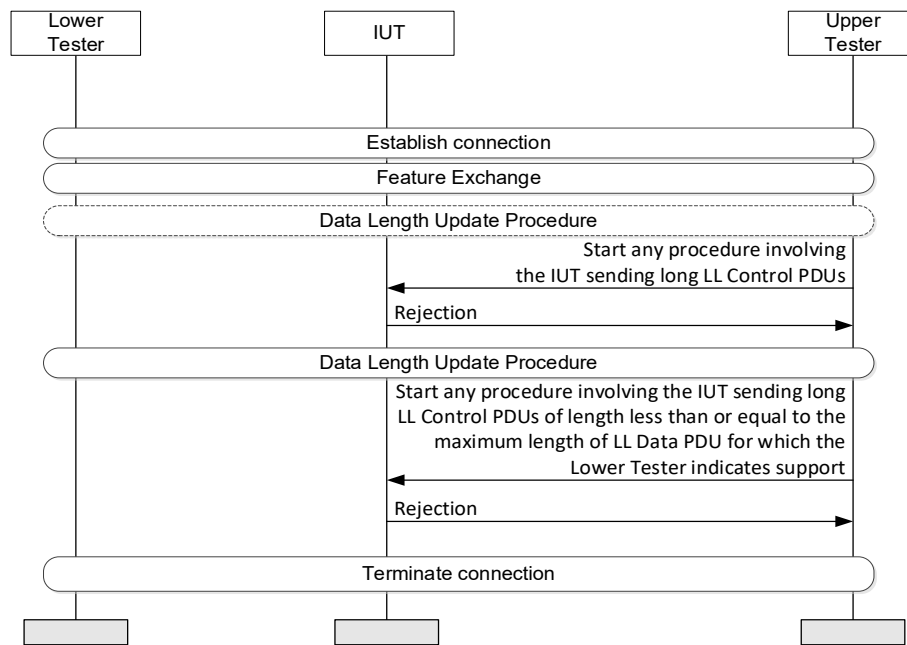 Lower
Tester
IUT
Upper
Tester
Establish connection
Feature Exchange
Data Length Update Procedure
Start any procedure involving
the IUT sending long LL Control PDUs
Rejection
Data Length Update Procedure
Start any procedure involving the IUT sending long
LL Control PDUs of length less than or equal to the
maximum length of LL Data PDU for which the
Lower Tester indicates support
Rejection
Terminate connection